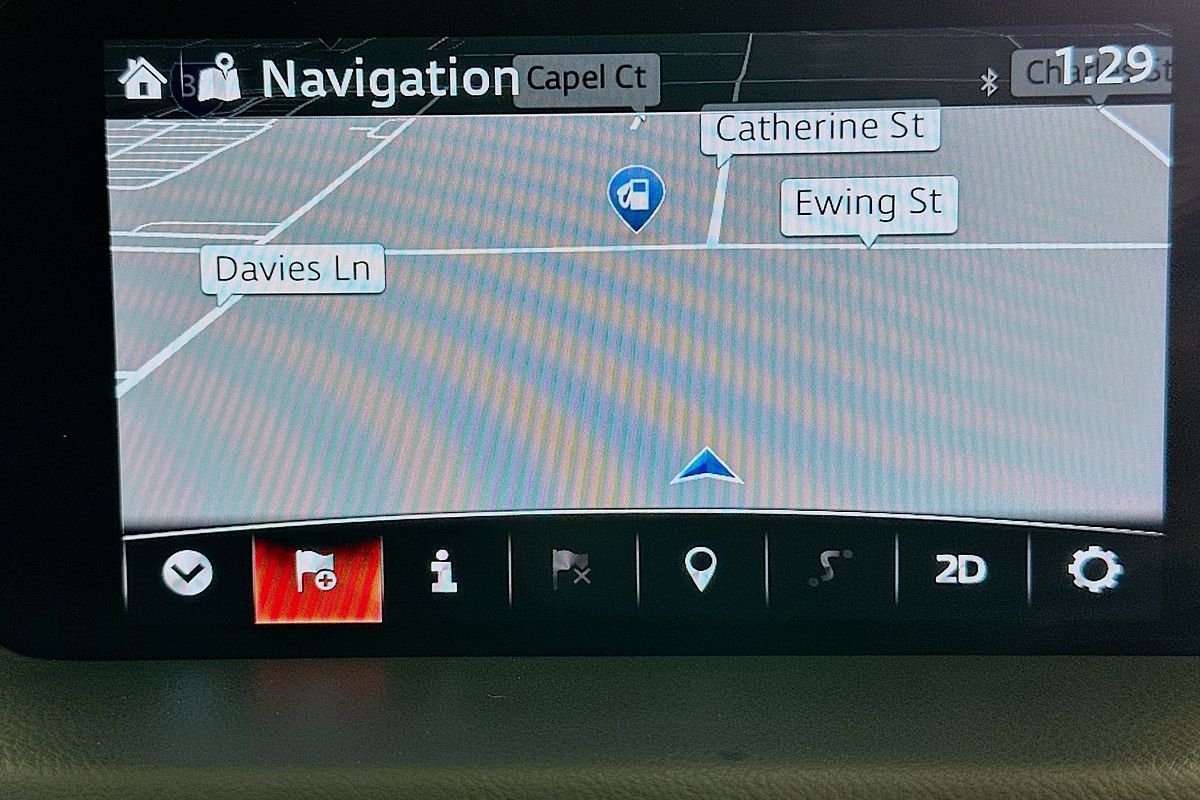 Navigation
Capel Ct
1:29
Catherine St
Ewing St
Davies Ln
2D